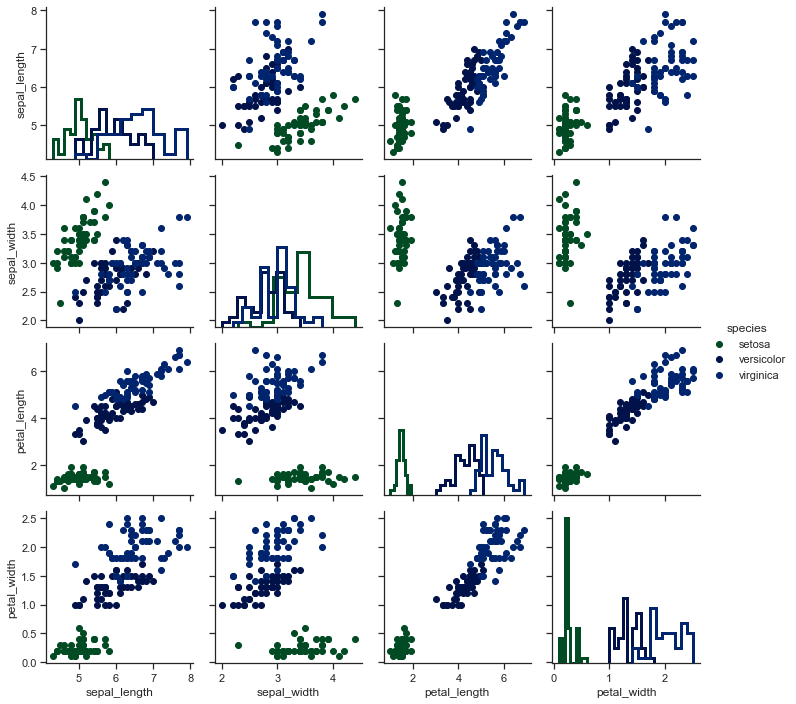 8
7
6
5
sepal_length
4.5
4.0
3.5
3.0
2.5
2.0
sepal_width
species
setosa
versicolor
virginica
6
4
2
petal_length
2.5
2.0
1.5
1.0
0.5
0.0
petal_width
5 6 7 8
sepal_length
2 3 4
sepal_width
2 4 6
petal_length
0 1 2
petal_width